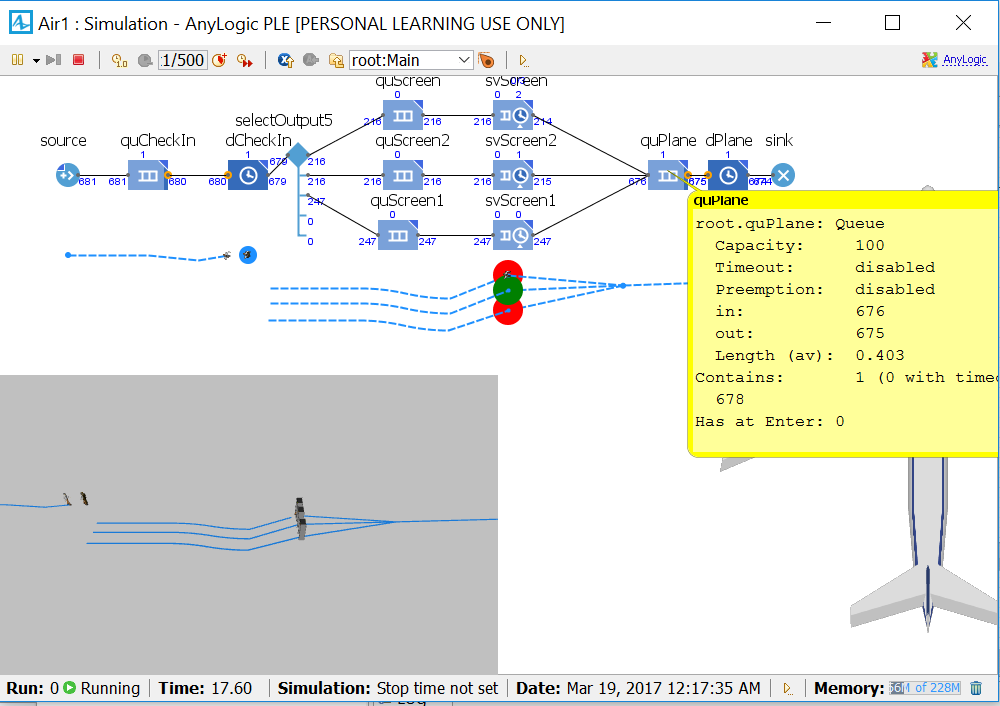 Air1 : Simulation - AnyLogic PLE [PERSONAL LEARNING USE ONLY]
1/500
root:Main
AnyLogic
quScreen
svScreen
0
0
2
216
216
216
214
selectOutput5
source
quCheckIn
dCheckIn
quScreen2
svScreen2
quPlane
dPlane
sink
1
1
679
216
0
0
1
1
1
681
681
680
680
679
216
216
216
216
215
676
675
674
247
quScreen1
svScreen1
0
0
0
0
0
247
247
247
247
quPlane
root.quPlane: Queue
Capacity: 100
Timeout: disabled
Preemption: disabled
in: 676
out: 675
Length (av): 0.403
Contains: 1 (0 with timeo
678
Has at Enter: 0
Run: 0 Running
Time: 17.60
Simulation: Stop time not set
Date: Mar 19, 2017 12:17:35 AM
Memory: M of 228M